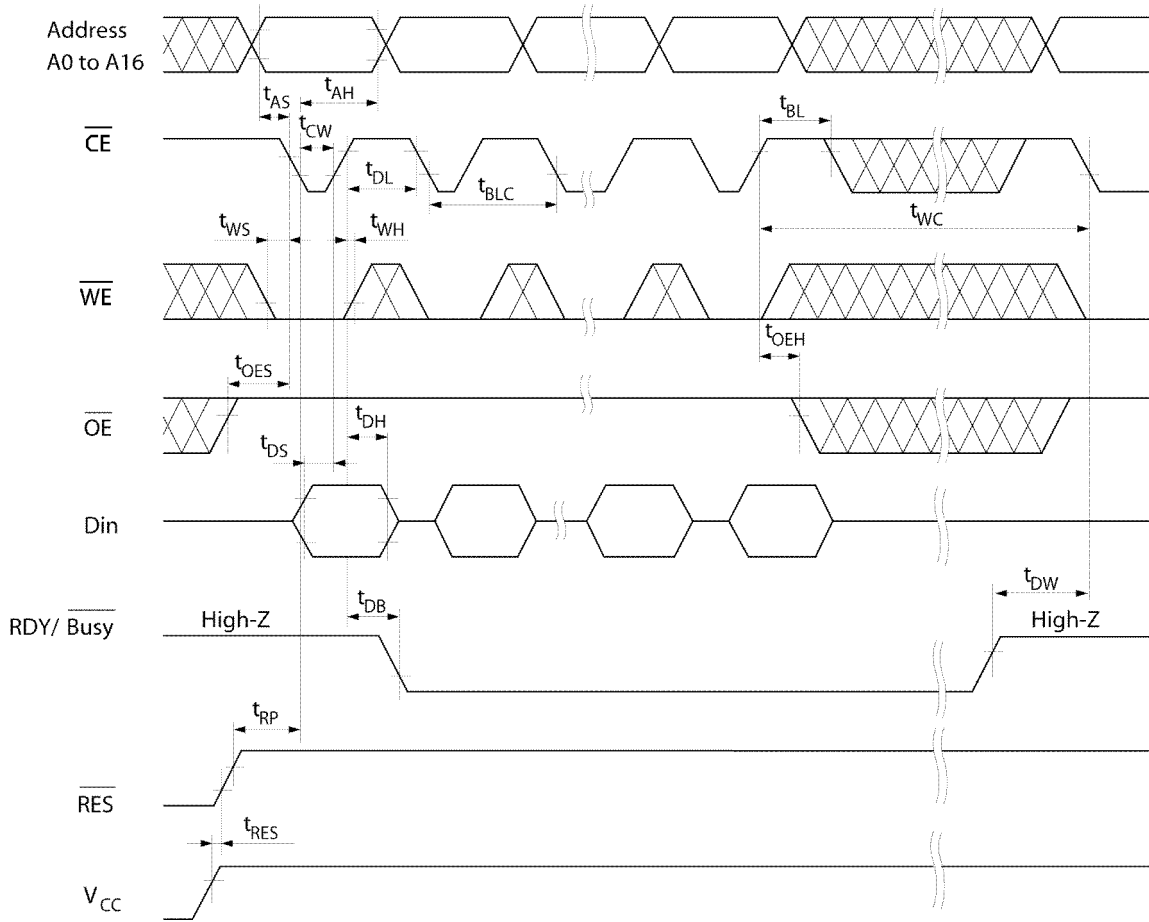 Address
A0 to A16
tAS
tAH
tBL
CE
tCW
tDL
tBLC
tWC
tWS
tWH
WE
tOES
tOEH
OE
tDH
tDS
Din
tDB
tDW
RDY/ Busy
High-Z
High-Z
tRP
RES
tRES
VCC